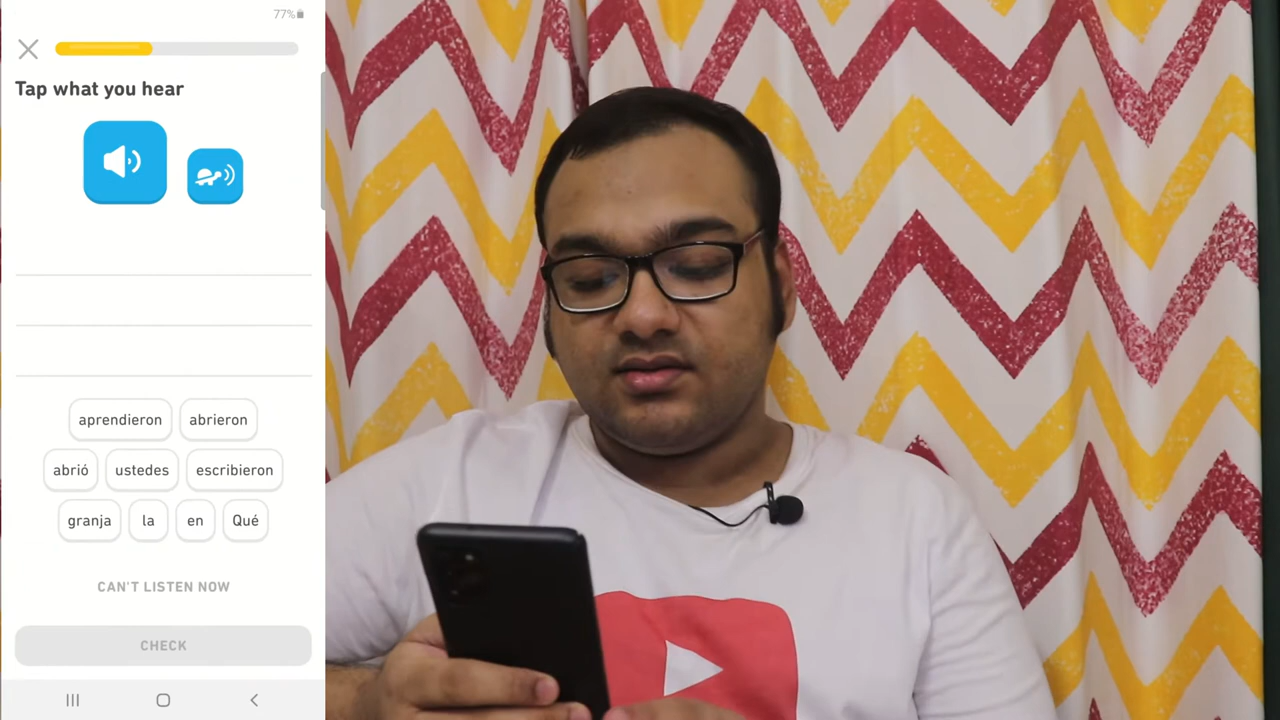 77%
Tap what you hear
aprendieron abrieron
abrió ustedes escribieron
granja la en Qué
CAN'T LISTEN NOW
CHECK